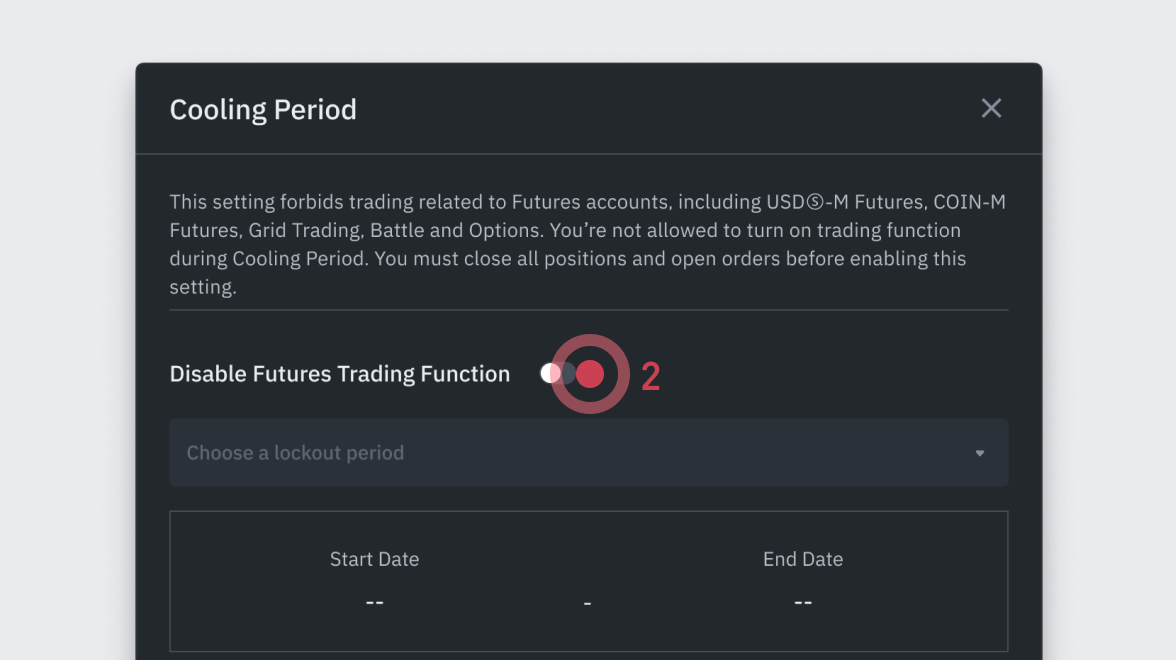 Cooling Period
This setting forbids trading related to Futures accounts, including USDⓈ-M Futures, COIN-M
Futures, Grid Trading, Battle and Options. You’re not allowed to turn on trading function
during Cooling Period. You must close all positions and open orders before enabling this
setting.
Disable Futures Trading Function 2
Choose a lockout period
Start Date End Date
-- - --